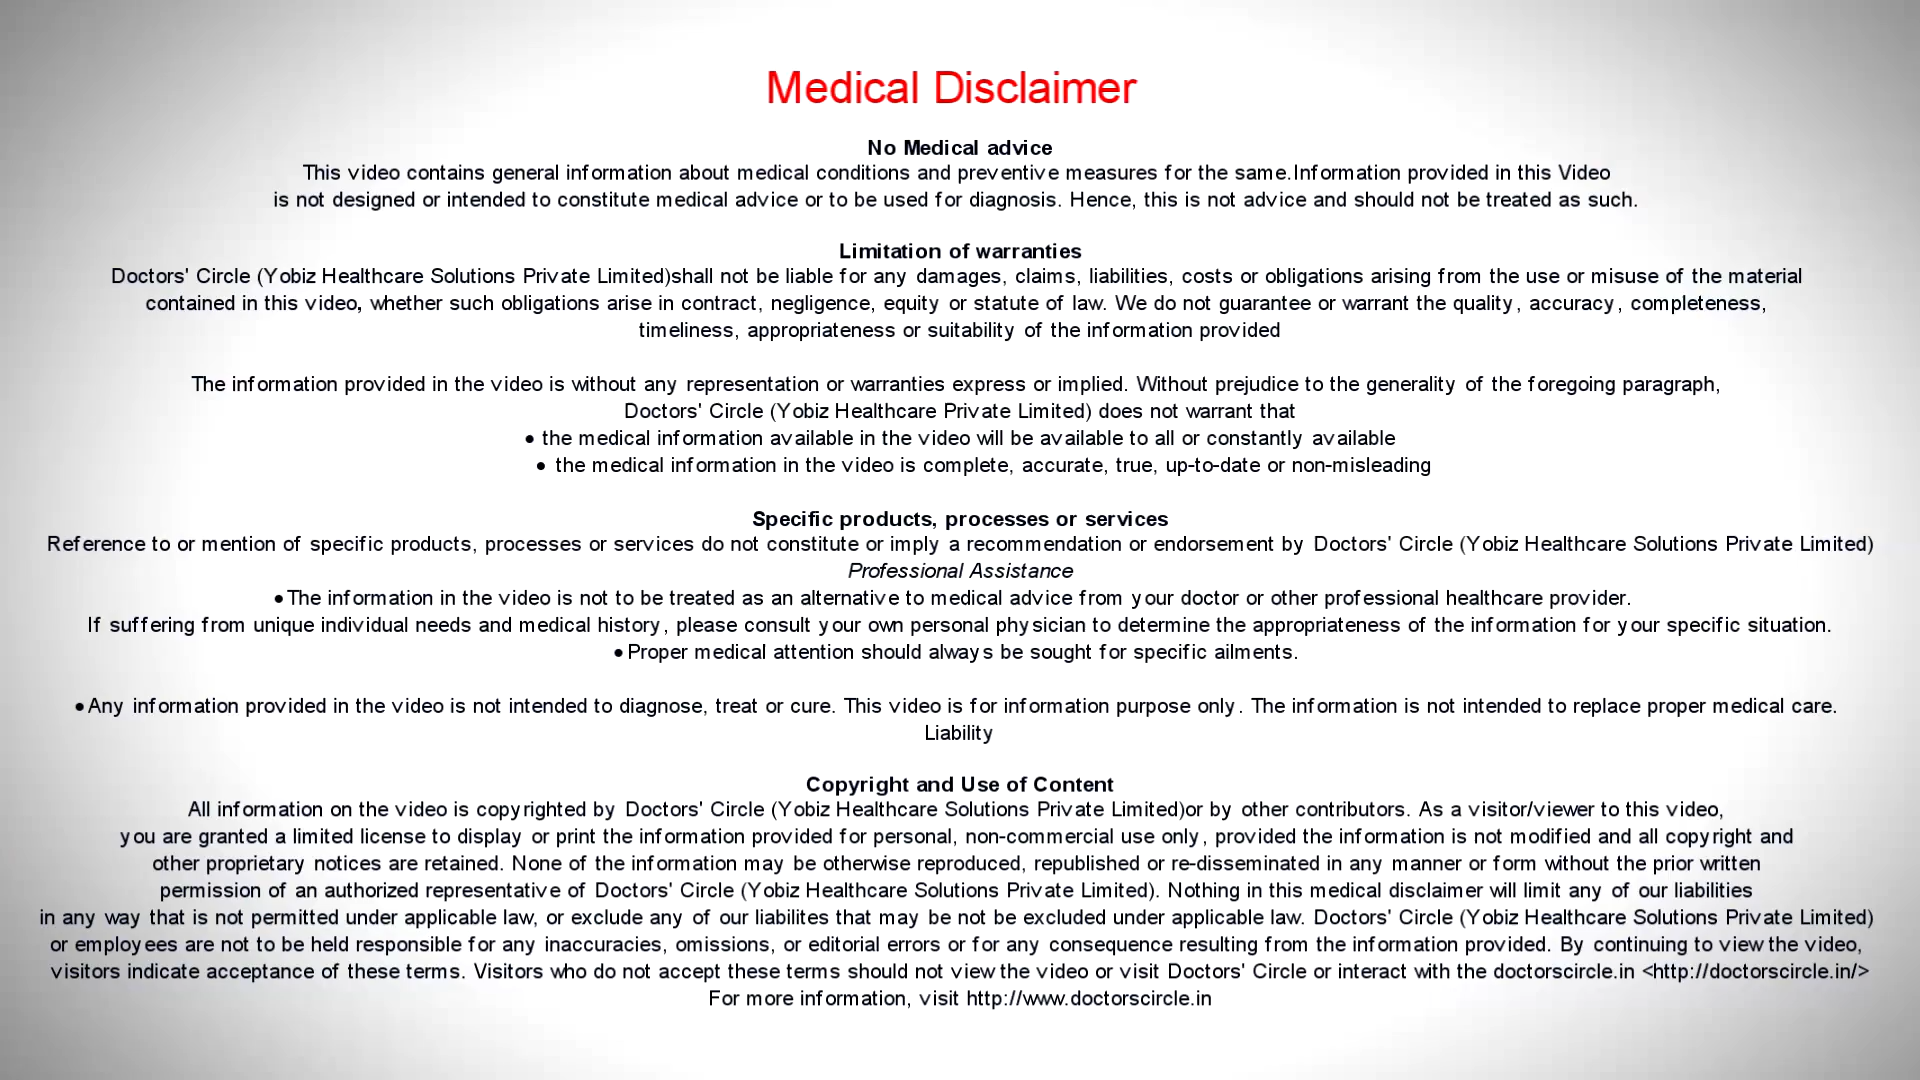 Medical Disclaimer
No Medical advice
This video contains general information about medical conditions and preventive measures for the same.Information provided in this Video
is not designed or intended to constitute medical advice or to be used for diagnosis. Hence, this is not advice and should not be treated as such.
Limitation of warranties
Doctors' Circle (Yobiz Healthcare Solutions Private Limited)shall not be liable for any damages, claims, liabilities, costs or obligations arising from the use or misuse of the material
contained in this video, whether such obligations arise in contract, negligence, equity or statute of law. We do not guarantee or warrant the quality, accuracy, completeness,
timeliness, appropriateness or suitability of the information provided
The information provided in the video is without any representation or warranties express or implied. Without prejudice to the generality of the foregoing paragraph,
Doctors' Circle (Yobiz Healthcare Private Limited) does not warrant that
• the medical information available in the video will be available to all or constantly available
• the medical information in the video is complete, accurate, true, up-to-date or non-misleading
Specific products, processes or services
Reference to or mention of specific products, processes or services do not constitute or imply a recommendation or endorsement by Doctors' Circle (Yobiz Healthcare Solutions Private Limited)
Professional Assistance
•The information in the video is not to be treated as an alternative to medical advice from your doctor or other professional healthcare provider.
If suffering from unique individual needs and medical history, please consult your own personal physician to determine the appropriateness of the information for your specific situation.
•Proper medical attention should always be sought for specific ailments.
•Any information provided in the video is not intended to diagnose, treat or cure. This video is for information purpose only. The information is not intended to replace proper medical care.
Liability
Copyright and Use of Content
All information on the video is copyrighted by Doctors' Circle (Yobiz Healthcare Solutions Private Limited)or by other contributors. As a visitor/viewer to this video,
you are granted a limited license to display or print the information provided for personal, non-commercial use only, provided the information is not modified and all copyright and
other proprietary notices are retained. None of the information may be otherwise reproduced, republished or re-disseminated in any manner or form without the prior written
permission of an authorized representative of Doctors' Circle (Yobiz Healthcare Solutions Private Limited). Nothing in this medical disclaimer will limit any of our liabilities
in any way that is not permitted under applicable law, or exclude any of our liabilites that may be not be excluded under applicable law. Doctors' Circle (Yobiz Healthcare Solutions Private Limited)
or employees are not to be held responsible for any inaccuracies, omissions, or editorial errors or for any consequence resulting from the information provided. By continuing to view the video,
visitors indicate acceptance of these terms. Visitors who do not accept these terms should not view the video or visit Doctors' Circle or interact with the doctorscircle.in <http://doctorscircle.in/>
For more information, visit http://www.doctorscircle.in